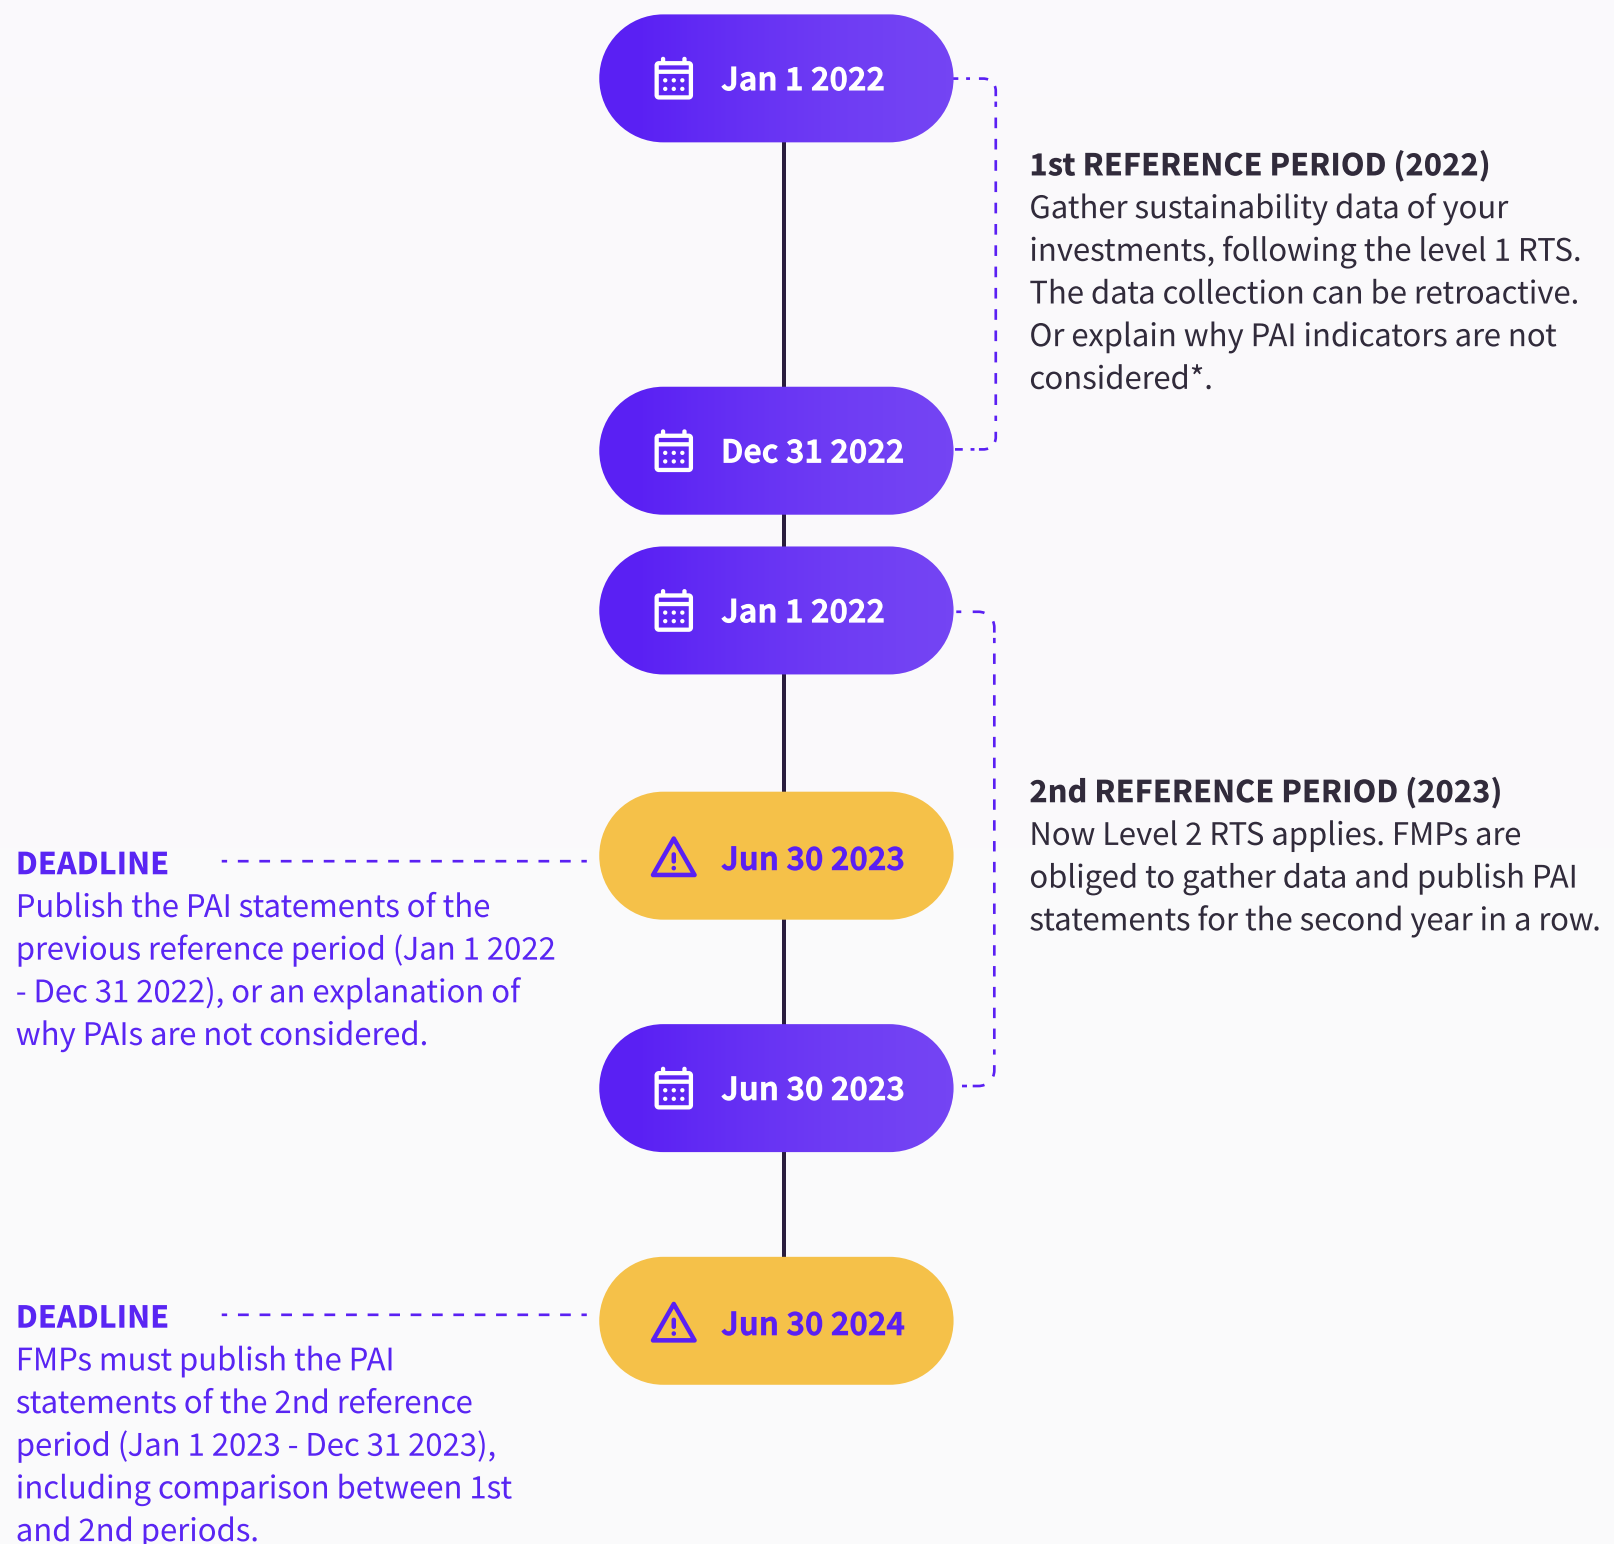 Jan 1 2022
1st REFERENCE PERIOD (2022)
Gather sustainability data of your
investments, following the level 1 RTS.
The data collection can be retroactive.
Or explain why PAI indicators are not
considered*.
Dec 31 2022
Jan 1 2022
2nd REFERENCE PERIOD (2023)
Now Level 2 RTS applies. FMPs are
obliged to gather data and publish PAI
statements for the second year in a row.
Jun 30 2023
DEADLINE
Publish the PAI statements of the
previous reference period (Jan 1 2022
- Dec 31 2022), or an explanation of
why PAIs are not considered.
Jun 30 2023
Jun 30 2024
DEADLINE
FMPs must publish the PAI
statements of the 2nd reference
period (Jan 1 2023 - Dec 31 2023),
including comparison between 1st
and 2nd periods.